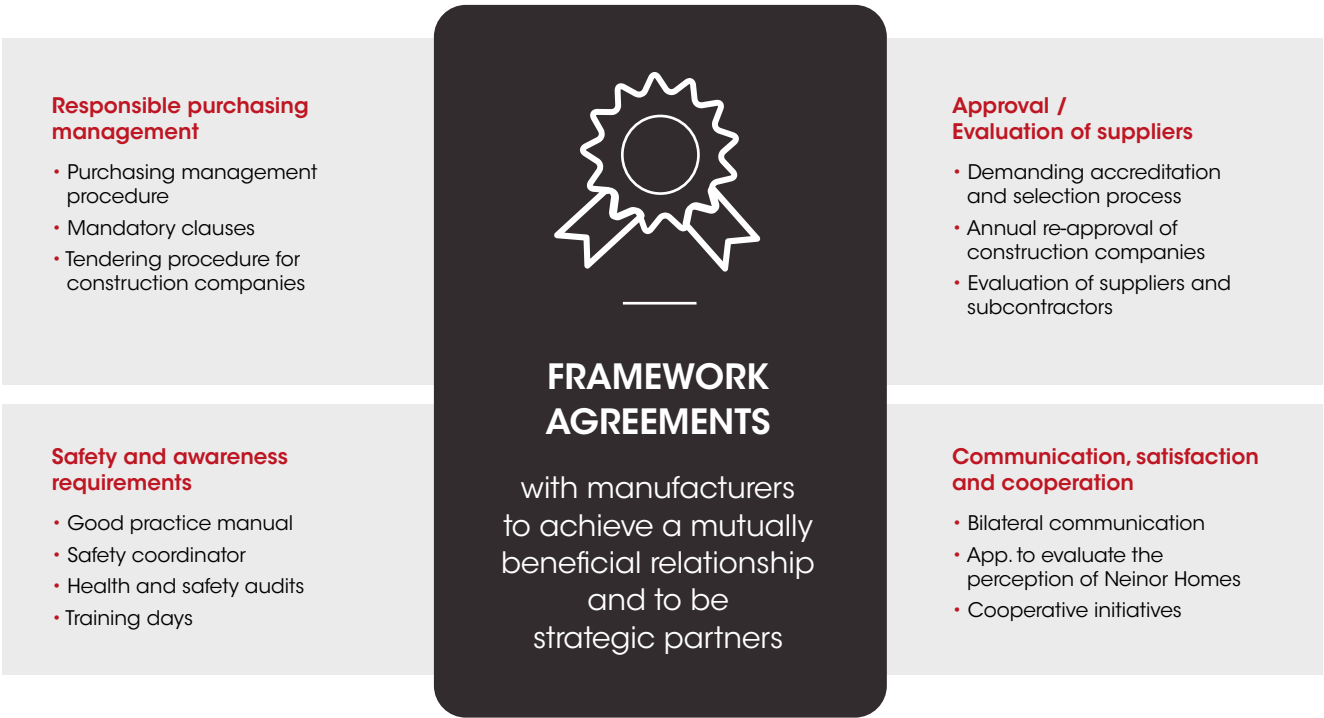 Responsible purchasing
management
• Purchasing management
procedure
• Mandatory clauses
• Tendering procedure for
construction companies
Safety and awareness
requirements
• Good practice manual
• Safety coordinator
• Health and safety audits
• Training days
FRAMEWORK
AGREEMENTS
with manufacturers
to achieve a mutually
beneficial relationship
and to be
strategic partners
Approval /
Evaluation of suppliers
• Demanding accreditation
and selection process
• Annual re-approval of
construction companies
• Evaluation of suppliers and
subcontractors
Communication, satisfaction
and cooperation
• Bilateral communication
• App. to evaluate the
perception of Neinor Homes
• Cooperative initiatives